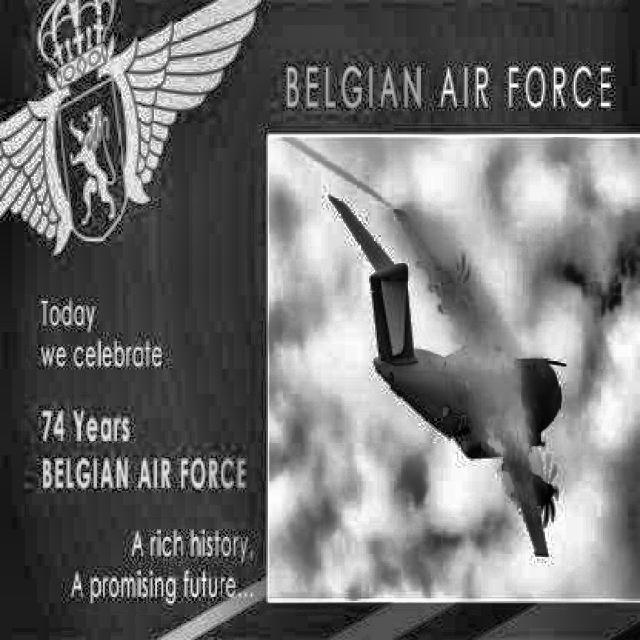 BELGIAN AIR FORCE
Today
we celebrate
74 Years
BELGIAN AIR FORCE
A rich history,
A promising future...